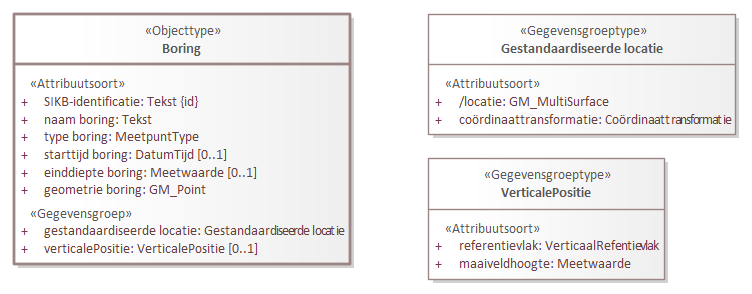 «Objecttype»
Boring
«Attribuutsoort»
+ SIKB-identificatie: Tekst {id}
+ naam boring: Tekst
+ type boring: MeetpuntType
+ starttijd boring: DatumTijd [0..1]
+ einddiepte boring: Meetwaarde [0..1]
+ geometrie boring: GM_Point
«Gegevensgroep»
+ gestandaardiseerde locatie: Gestandaardiseerde locatie
+ verticalePositie: VerticalePositie [0..1]
«Gegevensgroeptype»
Gestandaardiseerde locatie
«Attribuutsoort»
+ /locatie: GM_MultiSurface
+ coördinaattransformatie: Coördinaattransformatie
«Gegevensgroeptype»
VerticalePositie
«Attribuutsoort»
+ referentievlak: VerticaalRefentievlak
+ maaiveldhoogte: Meetwaarde